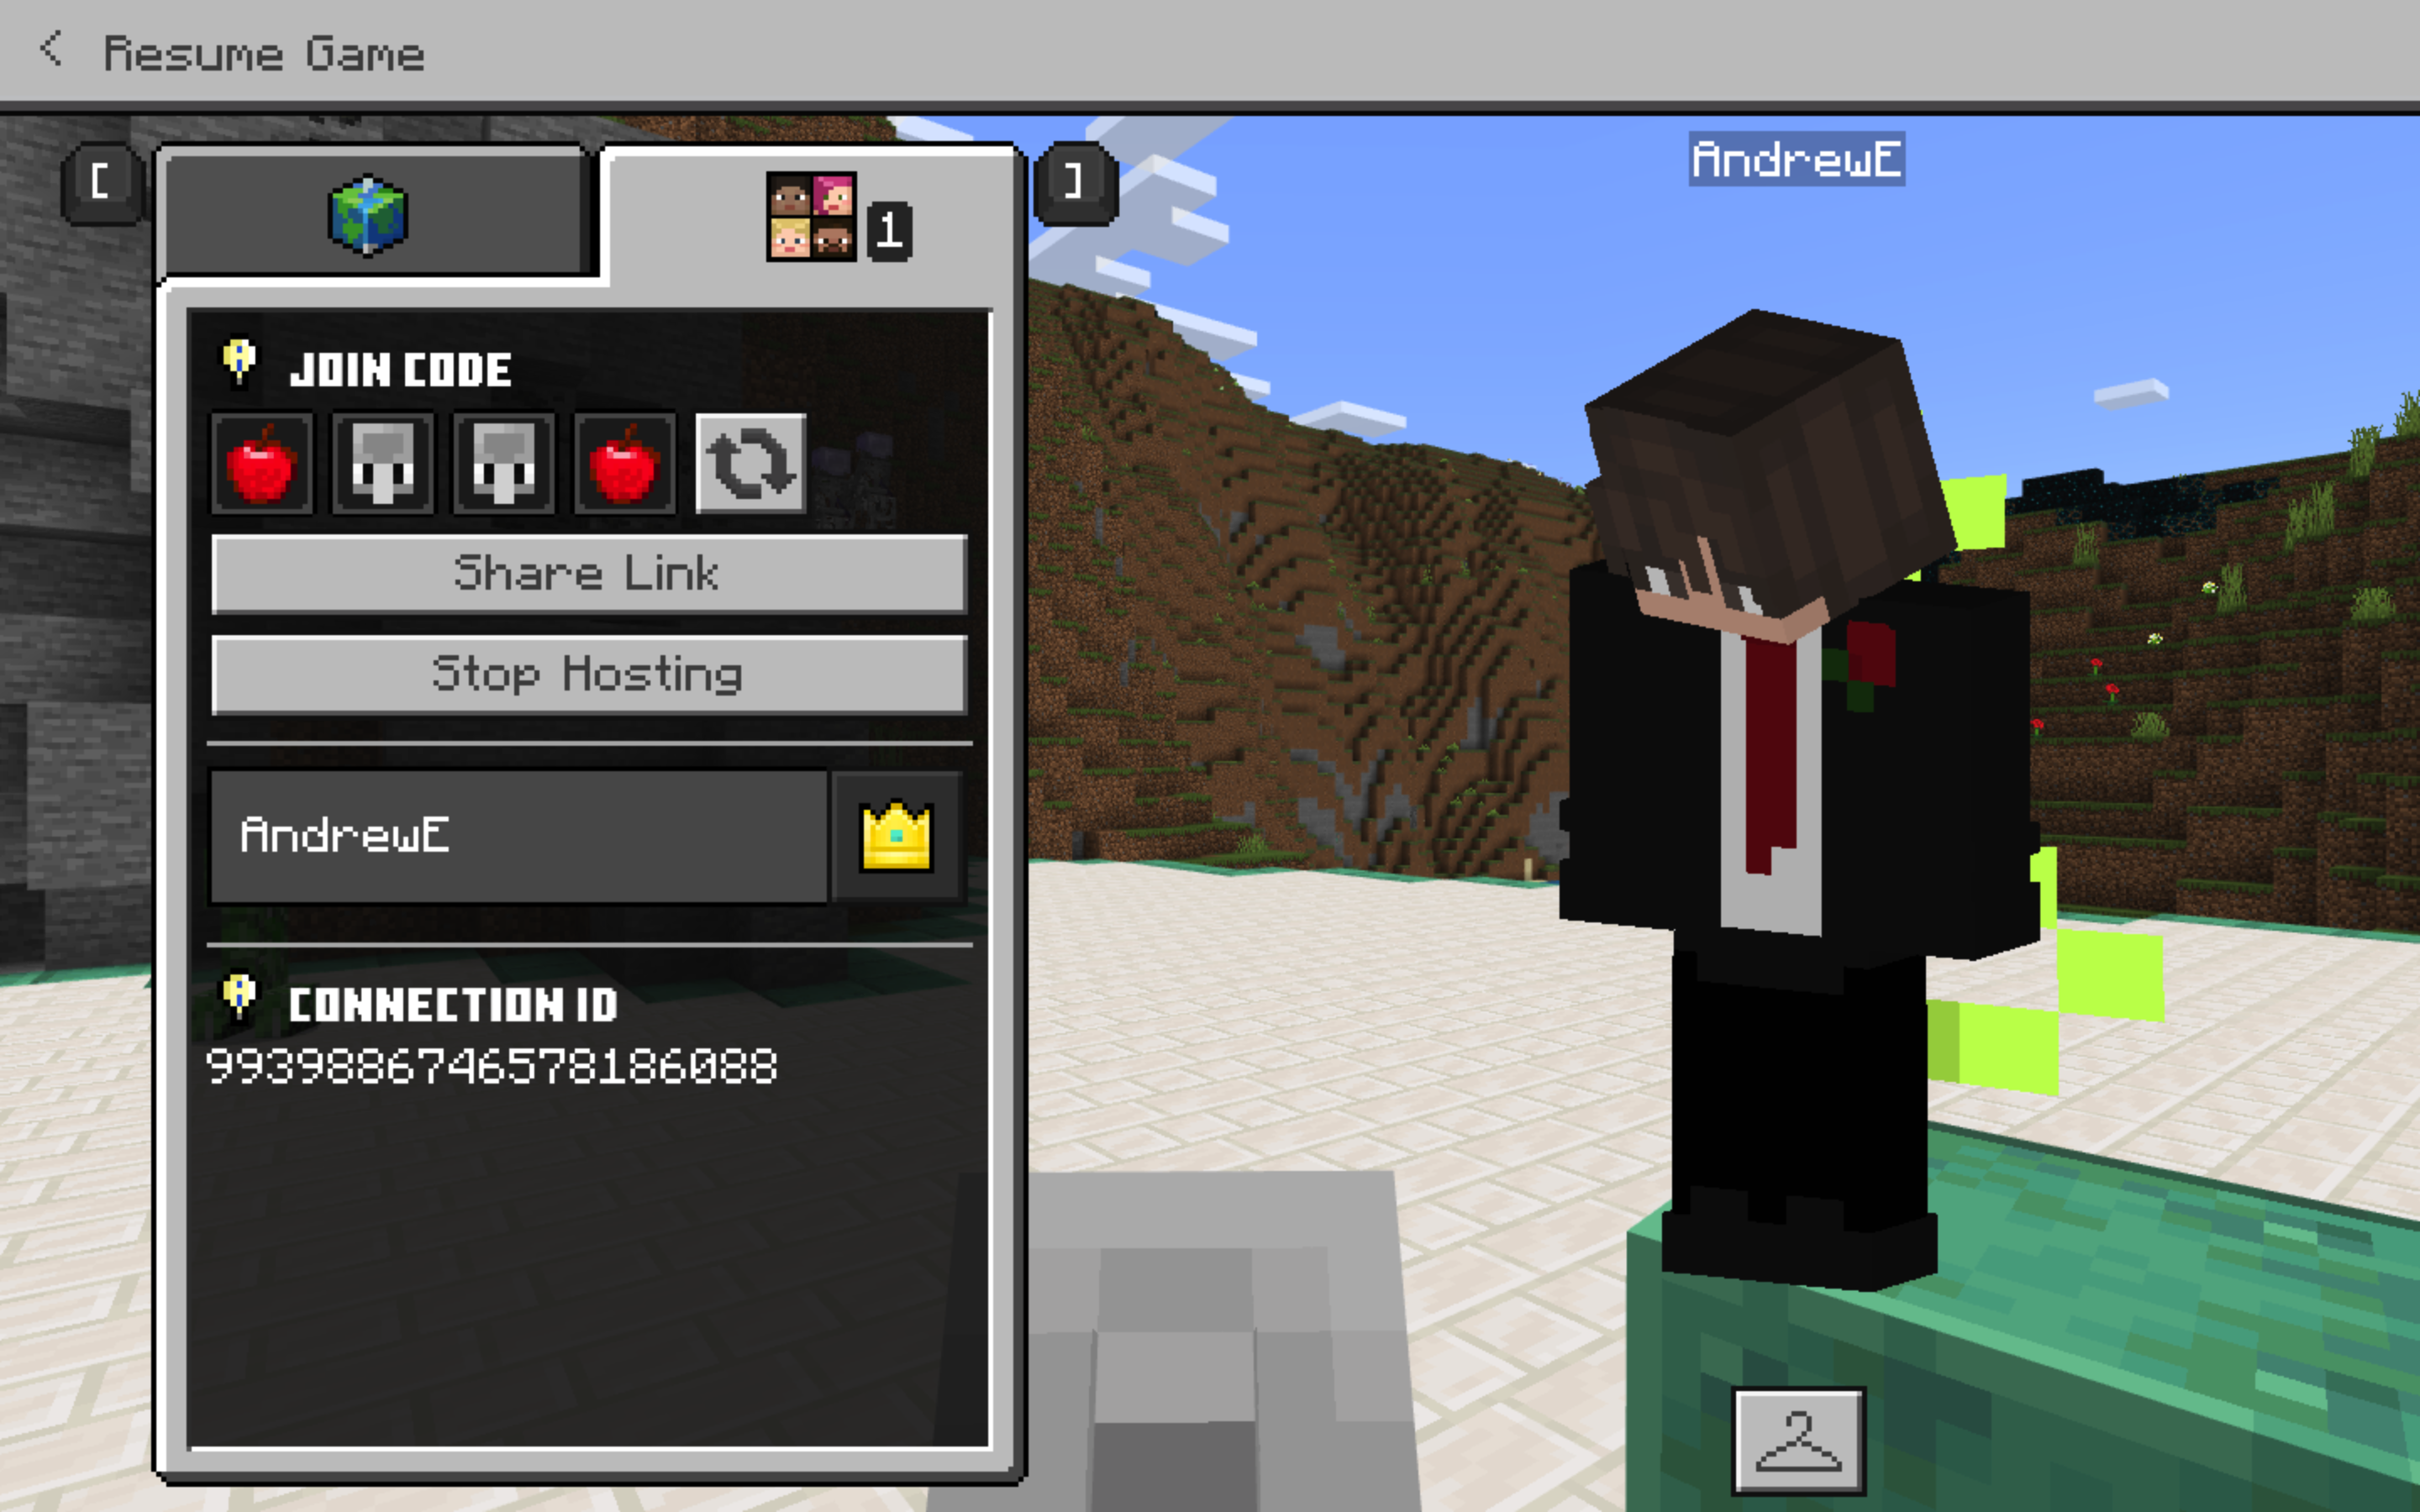 Resume Game
[
1
]
AndrewE
JOIN CODE
Share Link
Stop Hosting
AndrewE
CONNECTION ID
9939886746578186088